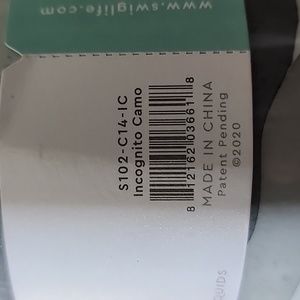 www.swiglife.com
S102-C14-IC
Incognito Camo
8 12162 03661 8
MADE IN CHINA
Patent Pending
©2020